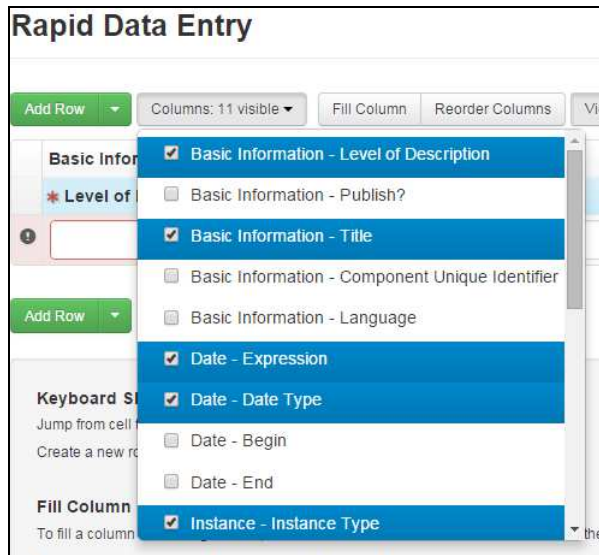 Rapid Data Entry
Add Row Columns: 11 visible Fill Column Reorder Columns
Basic Infor
* Level of
Basic Information - Level of Description
Basic Information - Publish?
Basic Information - Title
Basic Information - Component Unique Identifier
Basic Information - Language
Date - Expression
Date - Date Type
Date - Begin
Date - End
Instance - Instance Type
Add Row
Keyboard S
Jump from cell
Create a new ro
Fill Column
To fill a column